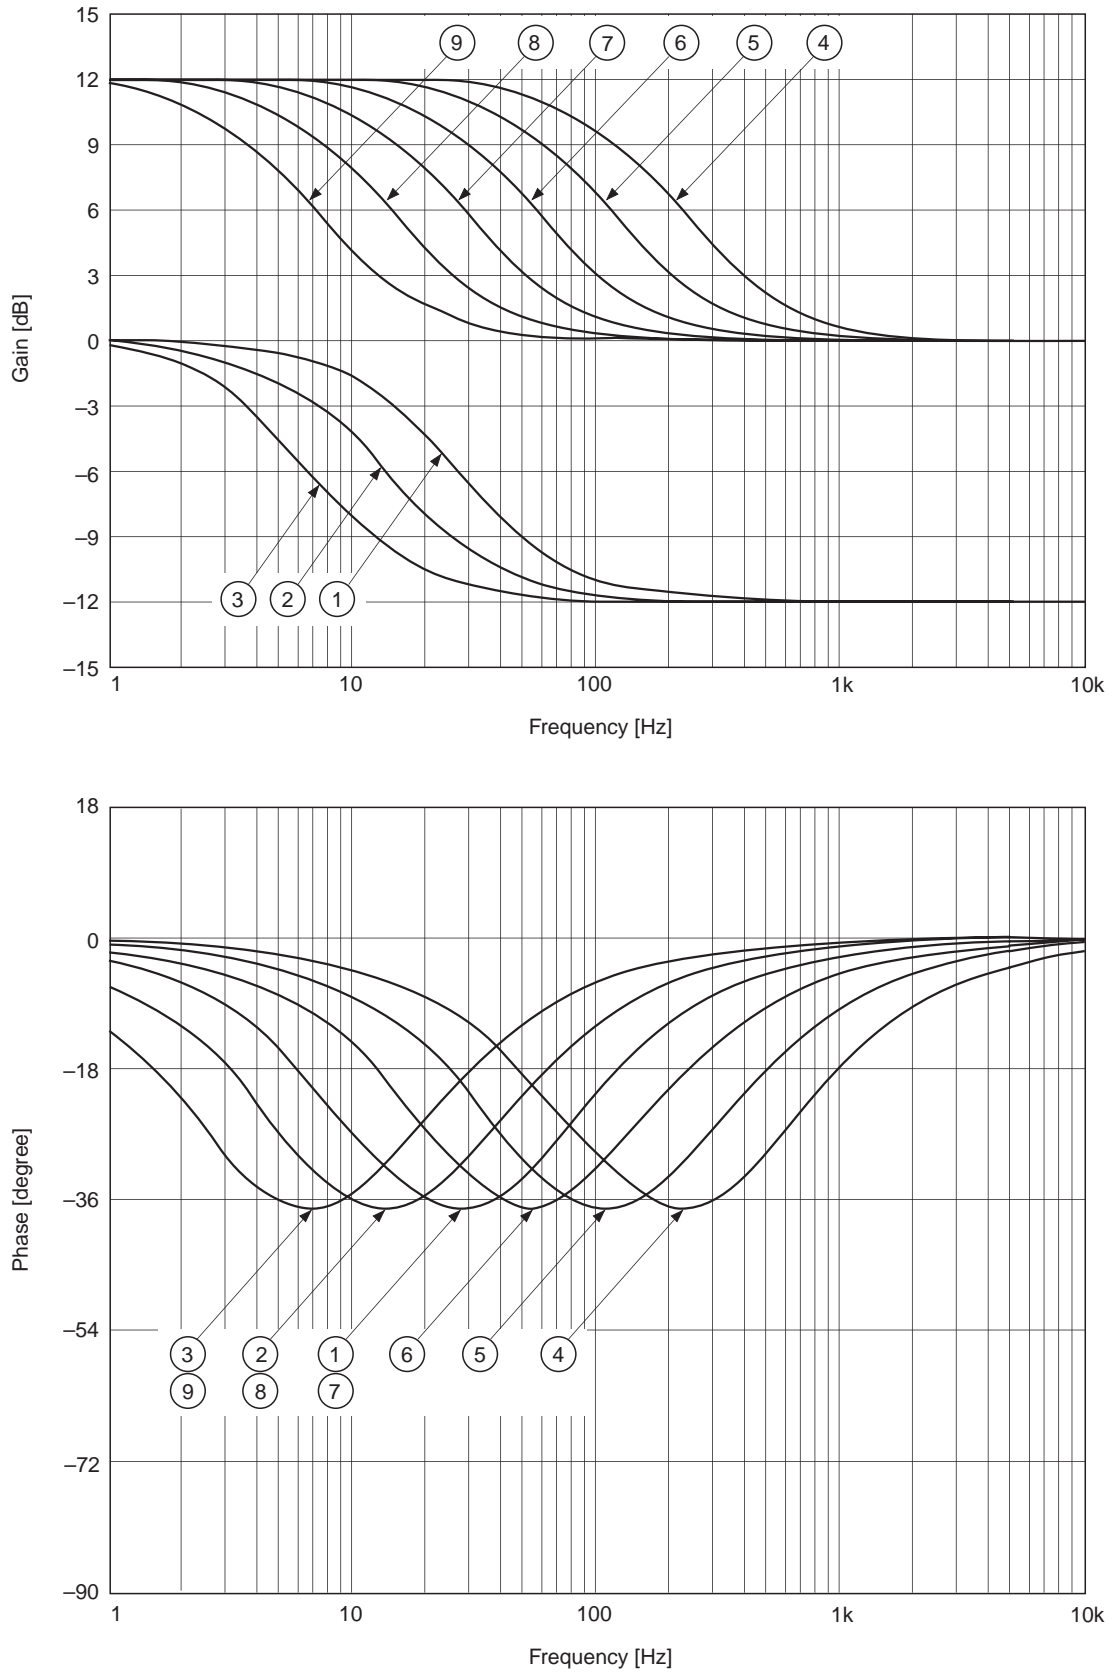 15
⑨ ⑧ ⑦ ⑥ ⑤ ④
12
9
6
3
Gain [dB]
0
–3
–6
–9
③ ② ①
–12
–15
1 10 100 1k 10k
Frequency [Hz]
18
0
–18
Phase [degree]
–36
–54
③ ② ① ⑥ ⑤ ④
⑨ ⑧ ⑦
–72
–90
1 10 100 1k 10k
Frequency [Hz]